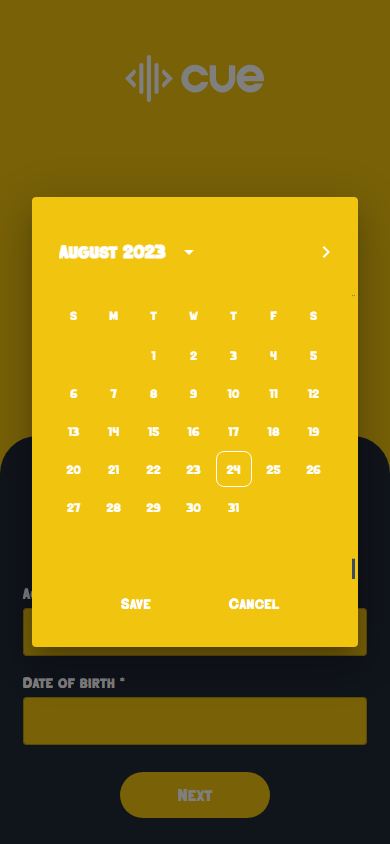 cue
AUGUST 2023
S M T W T F S
1 2 3 4 5
6 7 8 9 10 11 12
13 14 15 16 17 18 19
20 21 22 23 24 25 26
27 28 29 30 31
SAVE CANCEL
DATE OF BIRTH *
NEXT